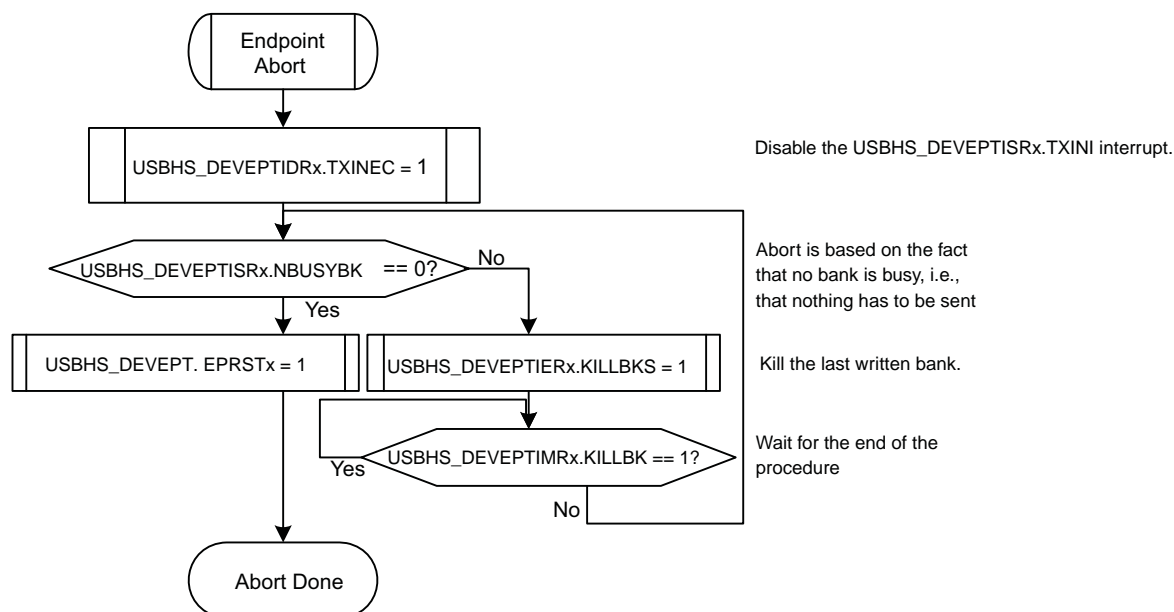 Endpoint
Abort
USBHS_DEVEPTIDRx.TXINEC = 1
Disable the USBHS_DEVEPTISRx.TXINI interrupt.
USBHS_DEVEPTISRx.NBUSYBK == 0?
No
Yes
Abort is based on the fact
that no bank is busy, i.e.,
that nothing has to be sent
USBHS_DEVEPT. EPRSTx = 1
USBHS_DEVEPTIERx.KILLBKS = 1
Kill the last written bank.
Yes
USBHS_DEVEPTIMRx.KILLBK == 1?
No
Wait for the end of the
procedure
Abort Done